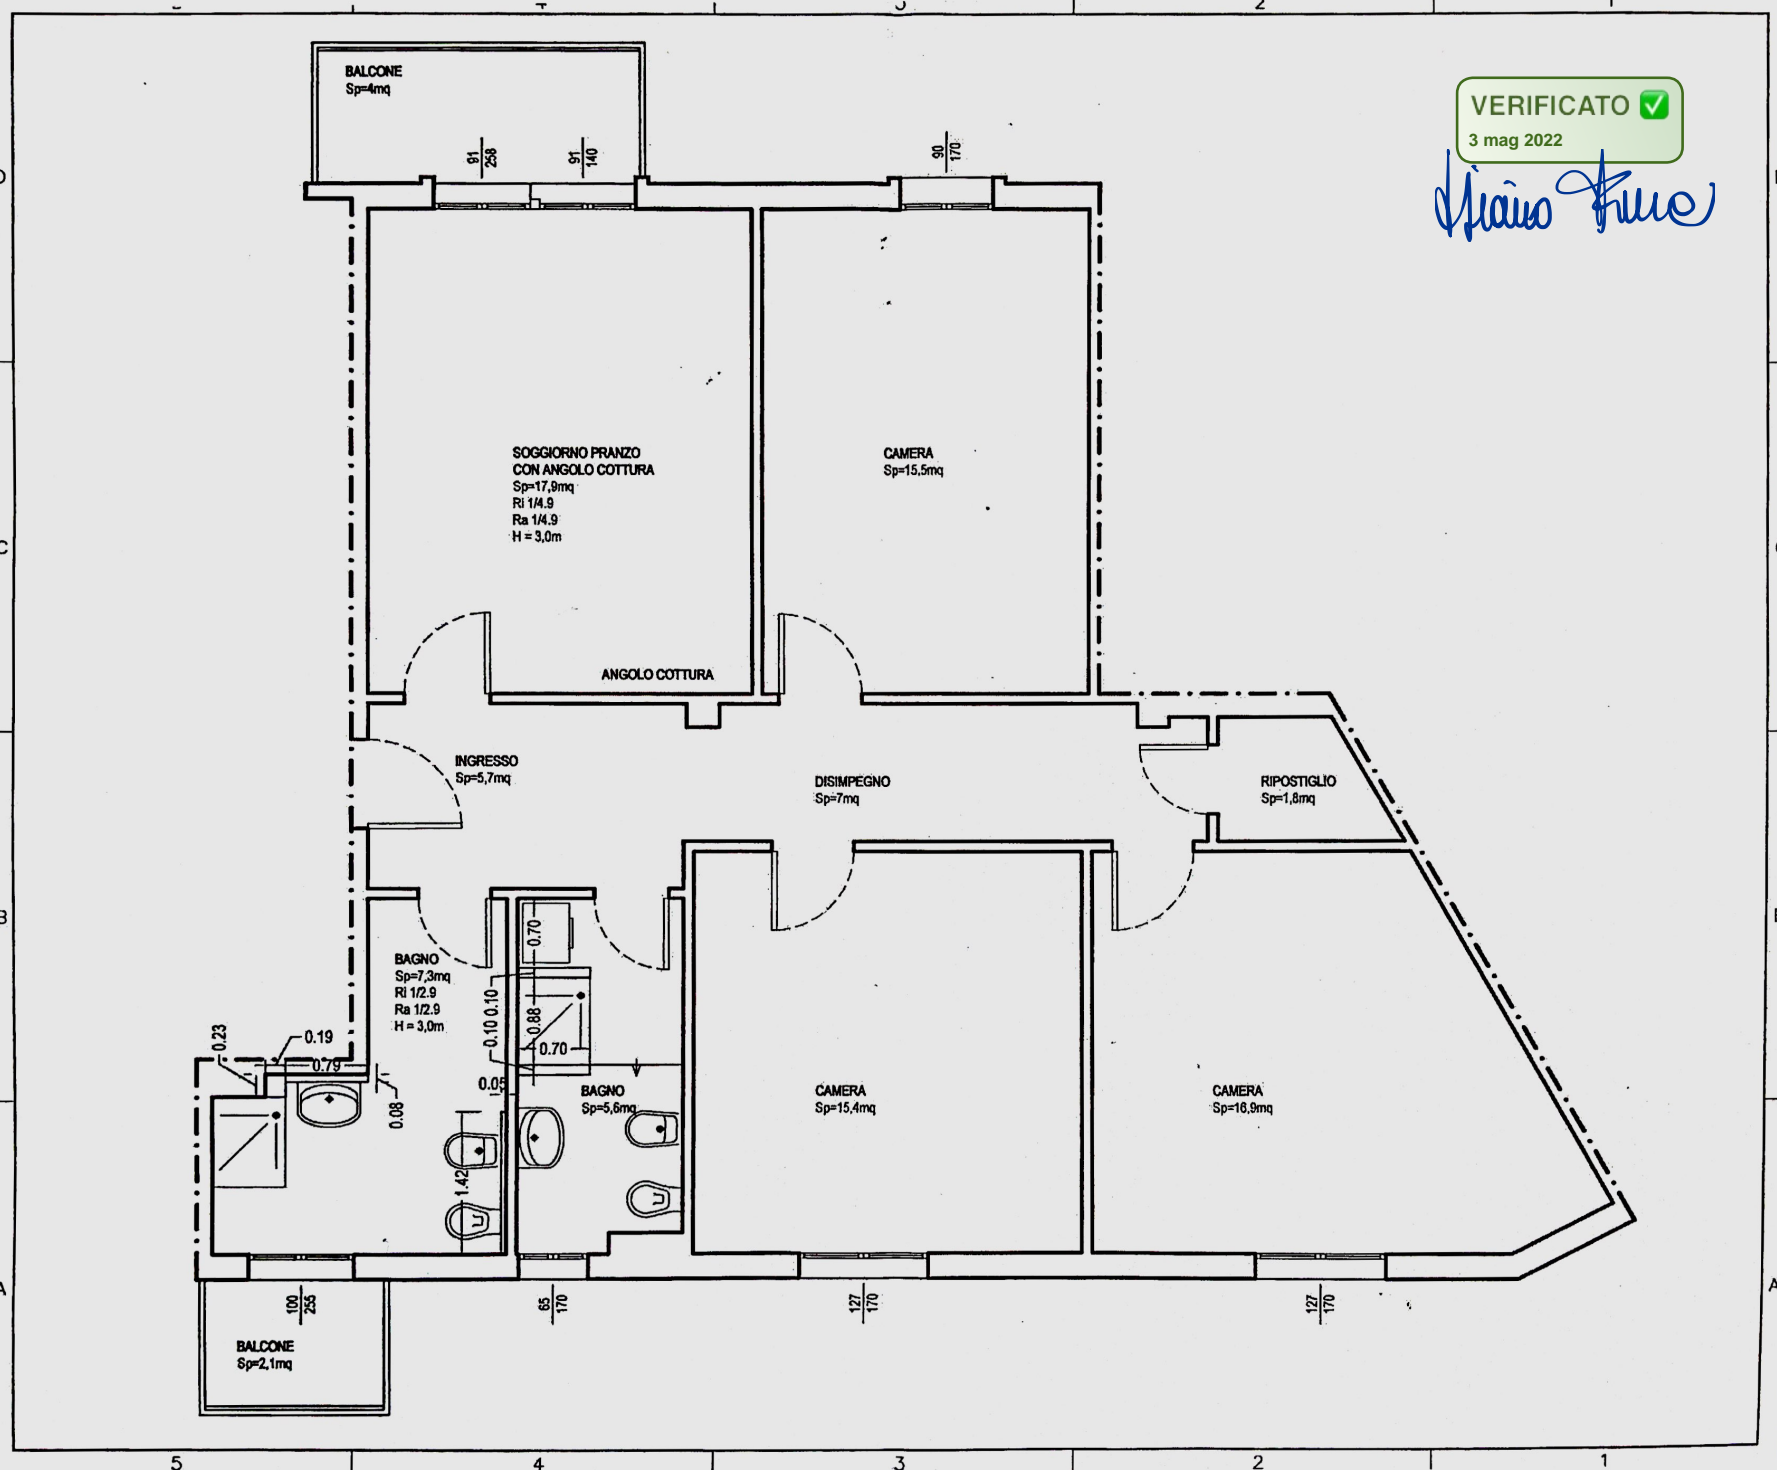 BALCONE
Sp=4mq
VERIFICATO ✅
3 mag 2022
91
258
91
140
90
170
SOGGIORNO PRANZO
CON ANGOLO COTTURA
Sp=17,9mq
Ri 1/4.9
Ra 1/4.9
H = 3,0m
CAMERA
Sp=15,5mq
ANGOLO COTTURA
INGRESSO
Sp=5,7mq
DISIMPEGNO
Sp=7mq
RIPOSTIGLIO
Sp=1,8mq
BAGNO
Sp=7,3mq
Ri 1/2.9
Ra 1/2.9
H = 3,0m
0.70
0.10 0.10
0.88
0.70
0.05
0.23
0.19
0.79
0.08
1.42
BAGNO
Sp=5,6mq
CAMERA
Sp=15,4mq
CAMERA
Sp=16,9mq
100
255
65
170
127
170
127
170
BALCONE
Sp=2,1mq
2
C
B
A
A
5
4
3
2
1